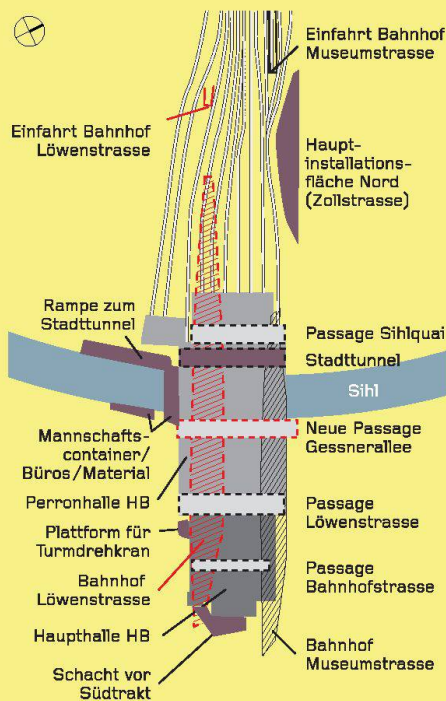 Einfahrt Bahnhof
Museumstrasse
Einfahrt Bahnhof
Löwenstrasse
Haupt-
installations-
fläche Nord
(Zollstrasse)
Rampe zum
Stadttunnel
Passage Sihlquai
Stadttunnel
Sihl
Neue Passage
Gessnerallee
Mannschafts-
container/
Büros/Material
Perronhalle HB
Passage
Löwenstrasse
Plattform für
Turmdrehkran
Passage
Bahnhofstrasse
Bahnhof
Löwenstrasse
Haupthalle HB
Bahnhof
Museumstrasse
Schacht vor
Südtrakt